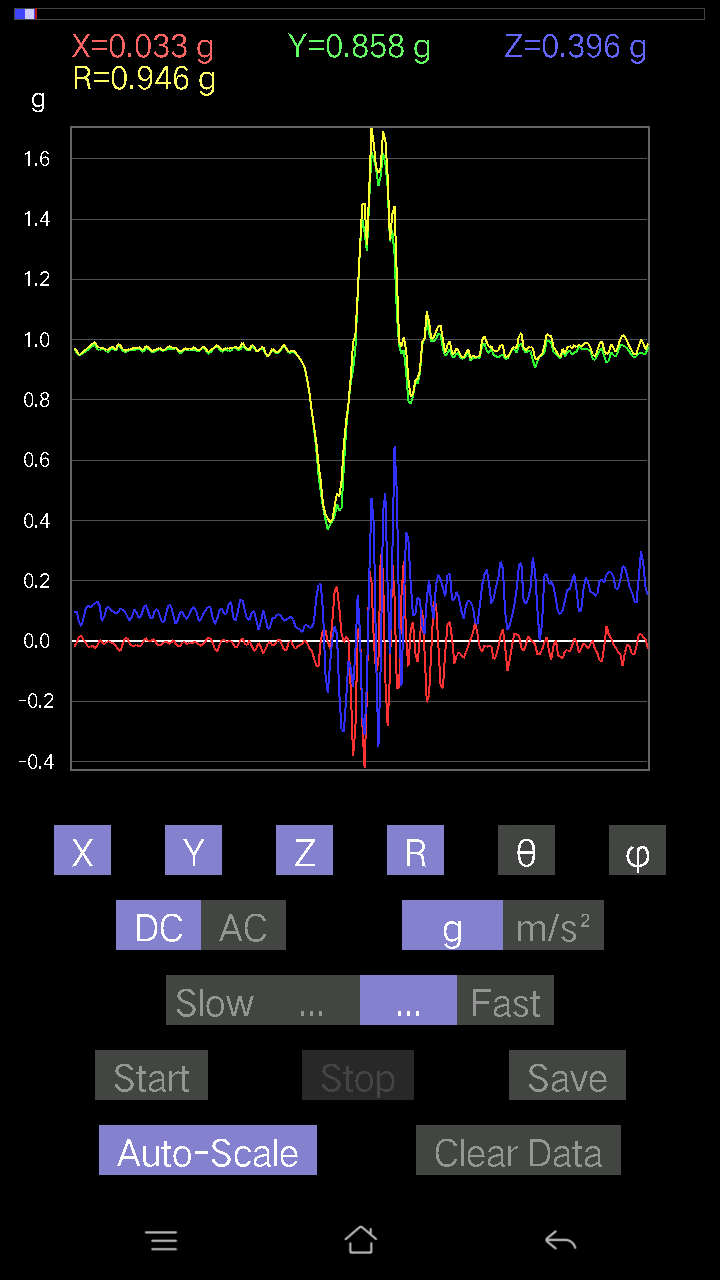 X=0.033 g Y=0.858 g Z=0.396 g
R=0.946 g
g
1.6
1.4
1.2
1.0
0.8
0.6
0.4
0.2
0.0
-0.2
-0.4
X Y Z R θ φ
DC AC g m/s²
Slow ... ... Fast
Start Stop Save
Auto-Scale Clear Data